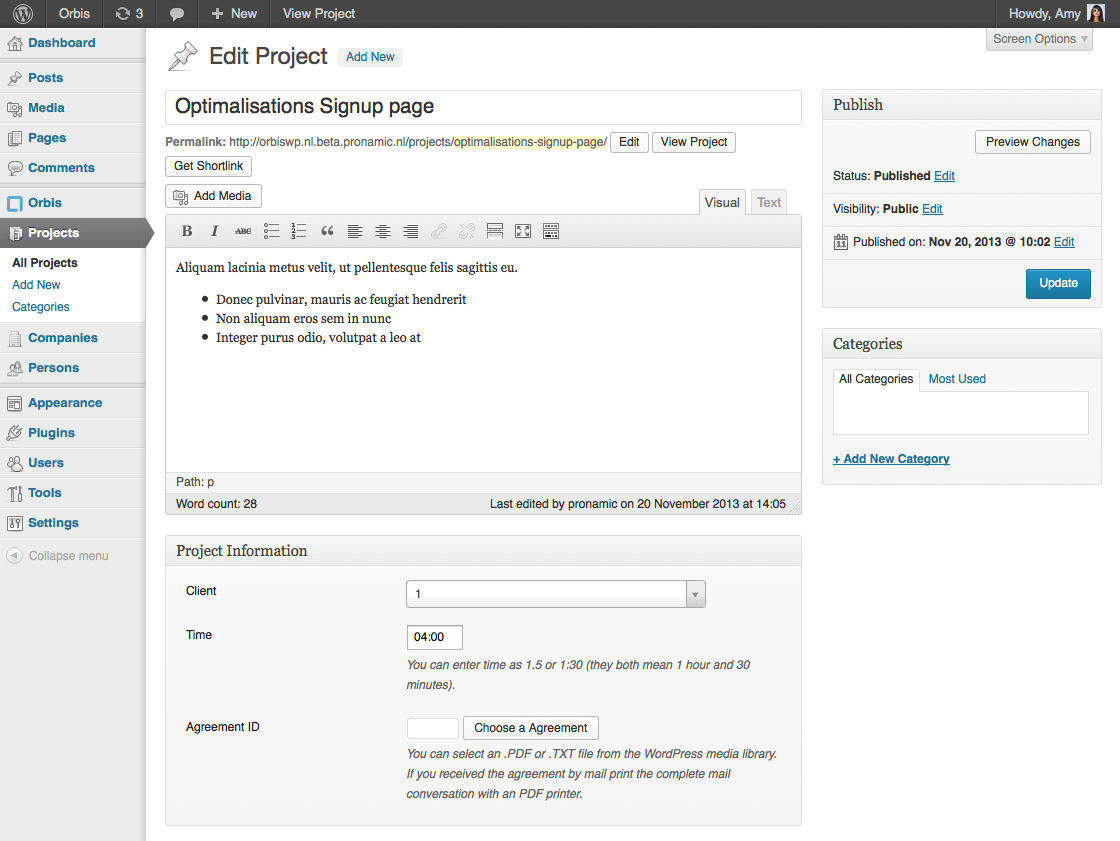 Orbis
3
+ New
View Project
Howdy, Amy
Screen Options
Dashboard
Posts
Media
Pages
Comments
Orbis
Projects
All Projects
Add New
Categories
Companies
Persons
Appearance
Plugins
Users
Tools
Settings
Collapse menu
Edit Project
Add New
Optimalisations Signup page
Permalink: http://orbiswp.nl.beta.pronamic.nl/projects/optimalisations-signup-page/ Edit View Project
Get Shortlink
Add Media
Visual Text
B I ABC
Aliquam lacinia metus velit, ut pellentesque felis sagittis eu.
• Donec pulvinar, mauris ac feugiat hendrerit
• Non aliquam eros sem in nunc
• Integer purus odio, volutpat a leo at
Path: p
Word count: 28 Last edited by pronamic on 20 November 2013 at 14:05
Project Information
Client 1
Time 04:00
You can enter time as 1.5 or 1:30 (they both mean 1 hour and 30
minutes).
Agreement ID Choose a Agreement
You can select an .PDF or .TXT file from the WordPress media library.
If you received the agreement by mail print the complete mail
conversation with an PDF printer.
Publish
Preview Changes
Status: Published Edit
Visibility: Public Edit
Published on: Nov 20, 2013 @ 10:02 Edit
Update
Categories
All Categories Most Used
+ Add New Category